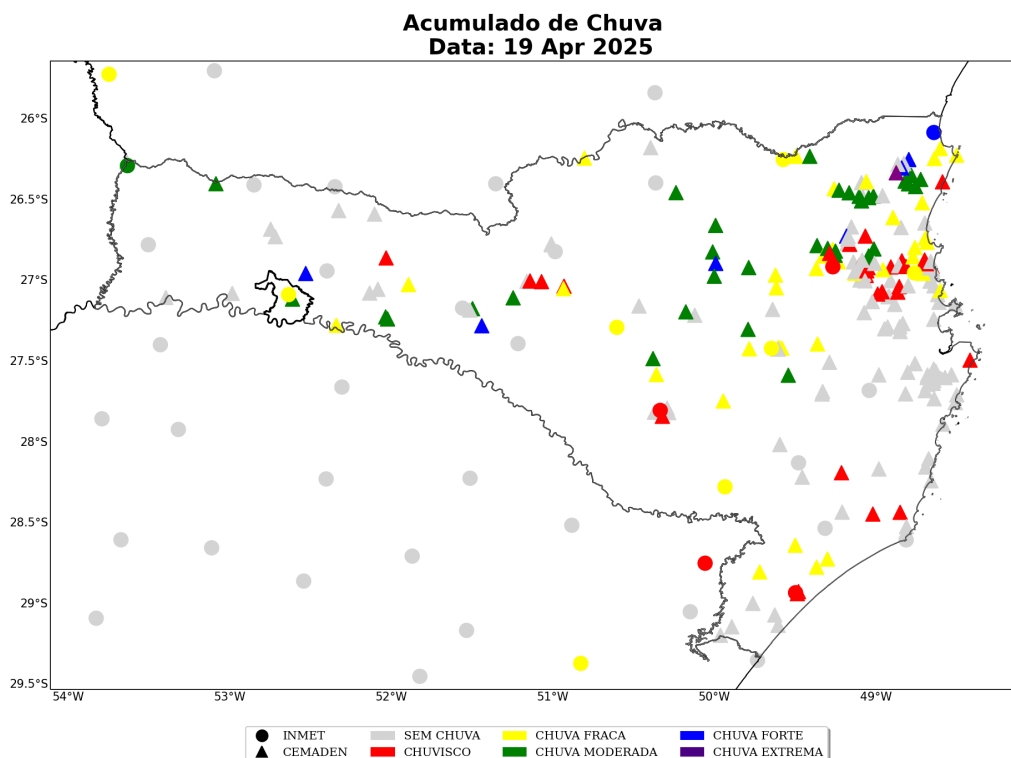 Acumulado de Chuva
Data: 19 Apr 2025
26°S
26.5°S
27°S
27.5°S
28°S
28.5°S
29°S
29.5°S
54°W 53°W 52°W 51°W 50°W 49°W
INMET SEM CHUVA CHUVA FRACA CHUVA FORTE
CEMADEN CHUVISCO CHUVA MODERADA CHUVA EXTREMA